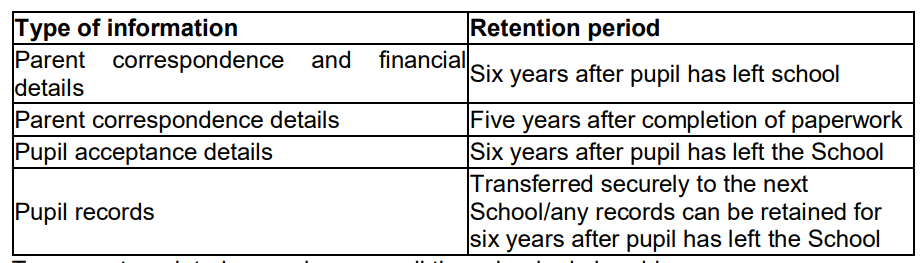 Type of information Retention period
Parent correspondence and financial
details
Six years after pupil has left school
Parent correspondence details Five years after completion of paperwork
Pupil acceptance details Six years after pupil has left the School
Pupil records
Transferred securely to the next
School/any records can be retained for
six years after pupil has left the School